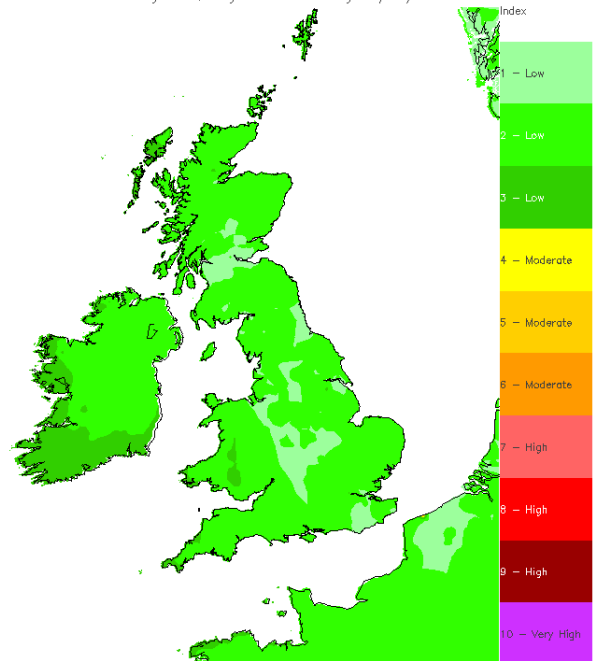 Index
1 - Low
2 - Low
3 - Low
4 - Moderate
5 - Moderate
6 - Moderate
7 - High
8 - High
9 - High
10 - Very High